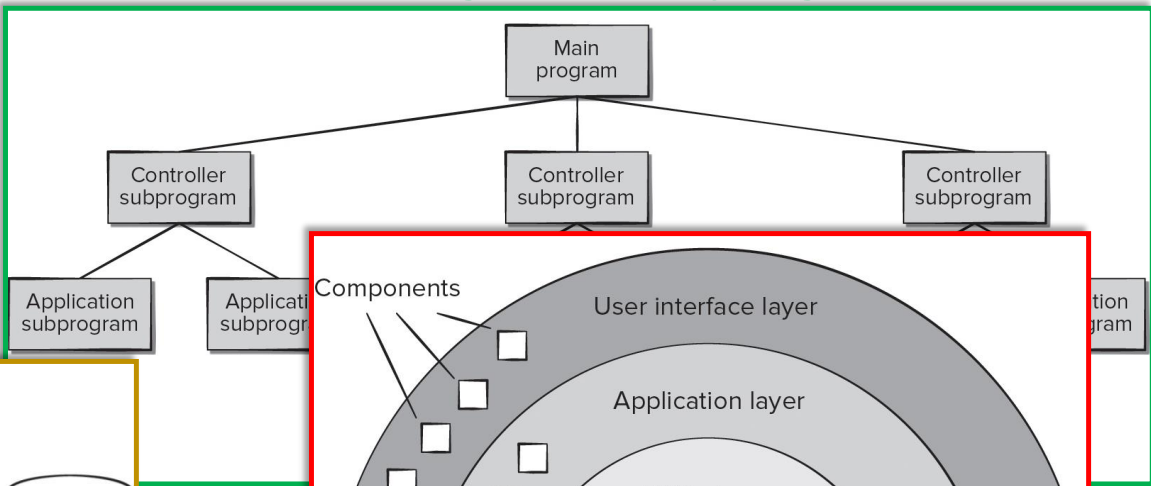 Main
program
Controller
subprogram
Controller
subprogram
Controller
subprogram
Application
subprogram
Components
User interface layer
Application layer